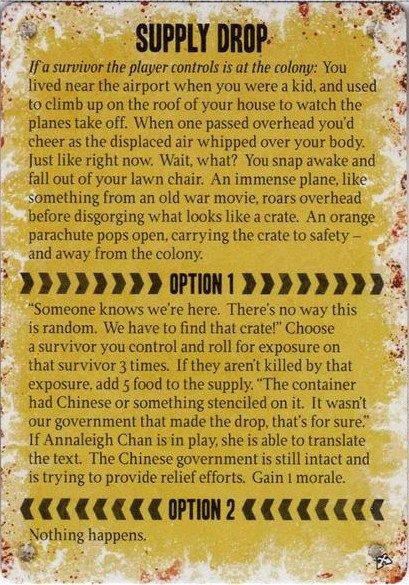 SUPPLY DROP
If a survivor the player controls is at the colony: You
lived near the airport when you were a kid, and used
to climb up on the roof of your house to watch the
planes take off. When one passed overhead you'd
cheer as the displaced air whipped over your body.
Just like right now. Wait, what? You snap awake and
fall out of your lawn chair. An immense plane, like
something from an old war movie, roars overhead
before disgorging what looks like a crate. An orange
parachute pops open, carrying the crate to safety –
and away from the colony.
OPTION 1
"Someone knows we're here. There's no way this
is random. We have to find that crate!" Choose
a survivor you control and roll for exposure on
that survivor 3 times. If they aren't killed by that
exposure, add 5 food to the supply. "The container
had Chinese or something stenciled on it. It wasn't
our government that made the drop, that's for sure."
If Annaleigh Chan is in play, she is able to translate
the text. The Chinese government is still intact and
is trying to provide relief efforts. Gain 1 morale.
OPTION 2
Nothing happens.